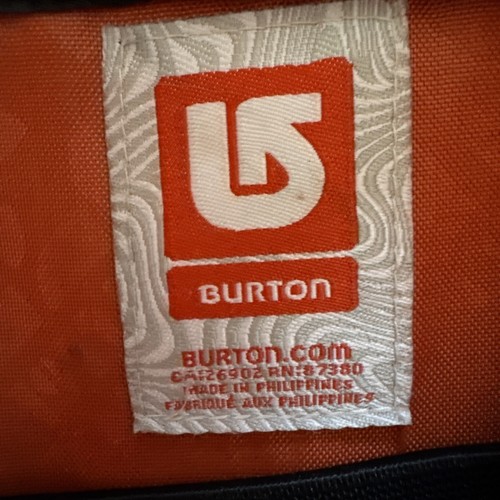 BURTON
BURTON.COM
CA:26902 RN:87380
MADE IN PHILIPPINES
FABRIQUÉ AUX PHILIPPINES